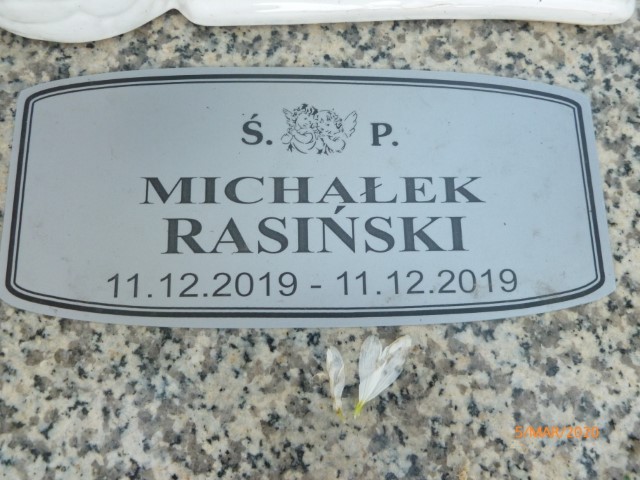 Ś. P.
MICHAŁEK
RASIŃSKI
11.12.2019 - 11.12.2019